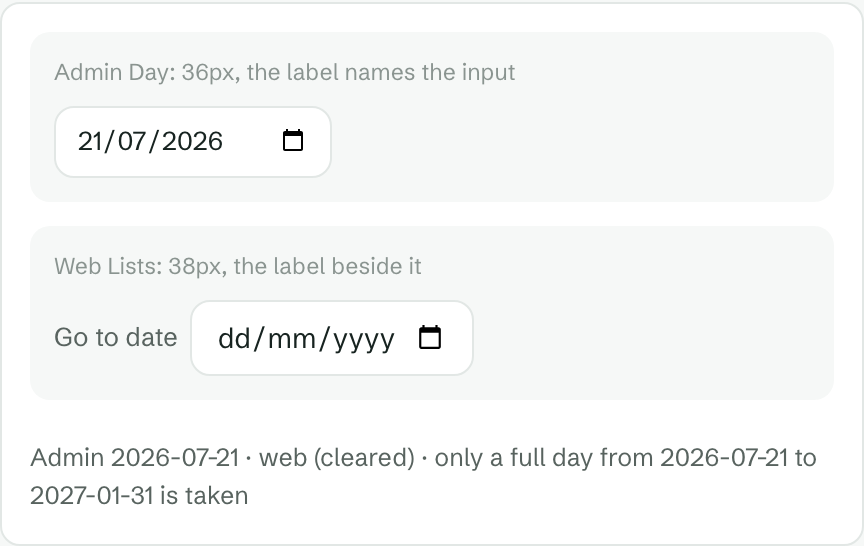 Admin Day: 36px, the label names the input
21/07/2026
Web Lists: 38px, the label beside it
Go to date dd/mm/yyyy
Admin 2026-07-21 · web (cleared) · only a full day from 2026-07-21 to
2027-01-31 is taken